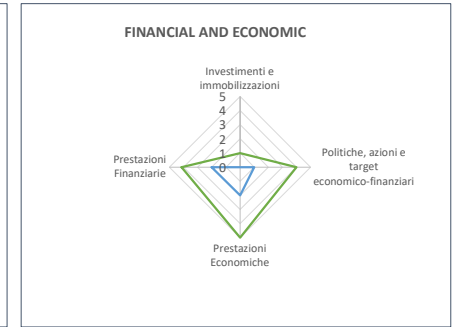 FINANCIAL AND ECONOMIC
Investimenti e
immobilizzazioni
5
4
3
2
1
0
Politiche, azioni e
target
economico-finanziari
Prestazioni
Finanziarie
Prestazioni
Economiche